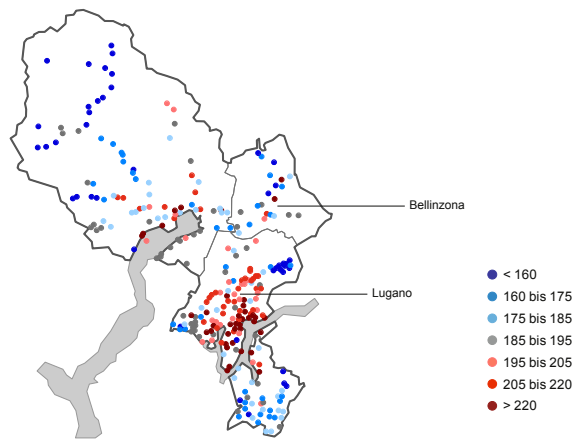 Bellinzona
Lugano
< 160
160 bis 175
175 bis 185
185 bis 195
195 bis 205
205 bis 220
> 220